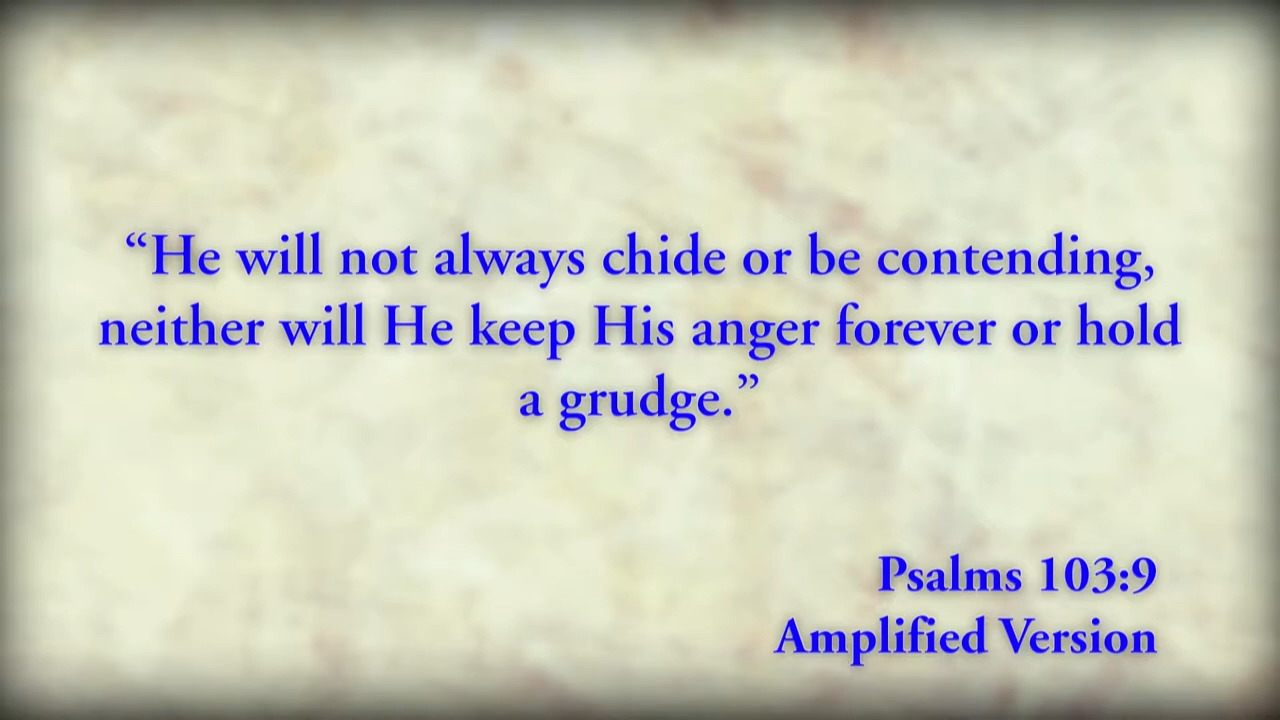 “He will not always chide or be contending,
neither will He keep His anger forever or hold
a grudge.”
Psalms 103:9
Amplified Version